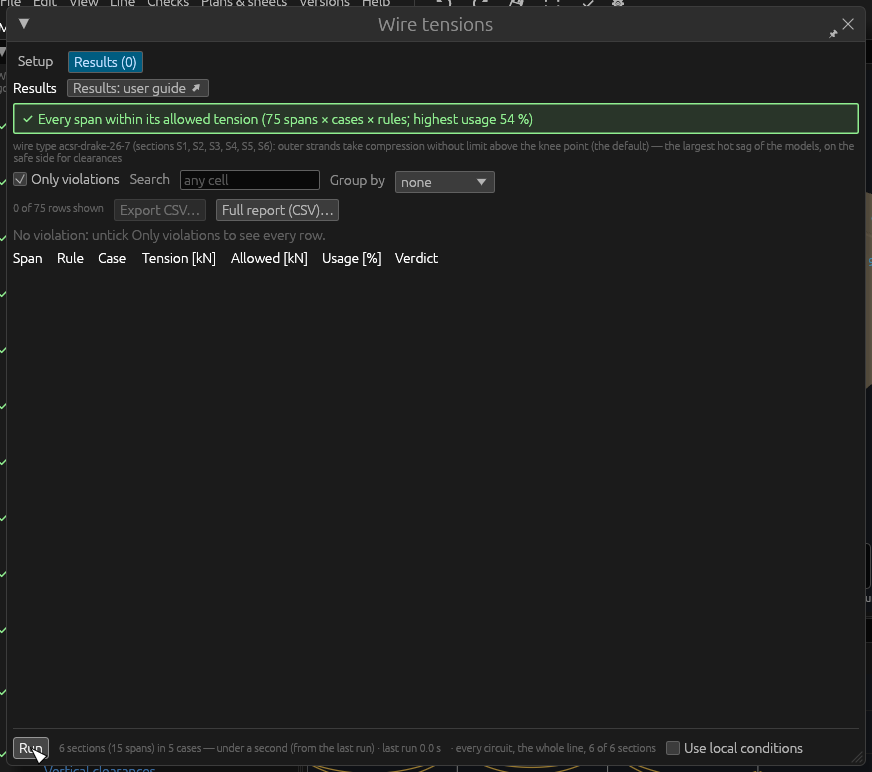 File Edit View Line Checks Plans & sheets Versions Help
Wire tensions
Setup Results (0)
Results Results: user guide
Every span within its allowed tension (75 spans × cases × rules; highest usage 54 %)
wire type acsr-drake-26-7 (sections S1, S2, S3, S4, S5, S6): outer strands take compression without limit above the knee point (the default) — the largest hot sag of the models, on the
safe side for clearances
Only violations Search any cell Group by none
0 of 75 rows shown Export CSV… Full report (CSV)…
No violation: untick Only violations to see every row.
Span Rule Case Tension [kN] Allowed [kN] Usage [%] Verdict
Run 6 sections (15 spans) in 5 cases — under a second (from the last run) · last run 0.0 s · every circuit, the whole line, 6 of 6 sections Use local conditions
Vertical clearances